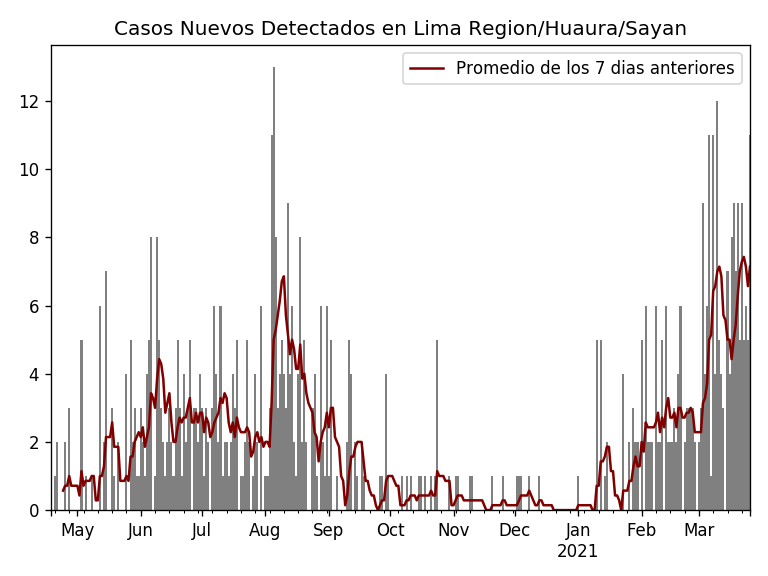 Casos Nuevos Detectados en Lima Region/Huaura/Sayan
Promedio de los 7 dias anteriores
12
10
8
6
4
2
0
May Jun Jul Aug Sep Oct Nov Dec Jan Feb Mar
2021